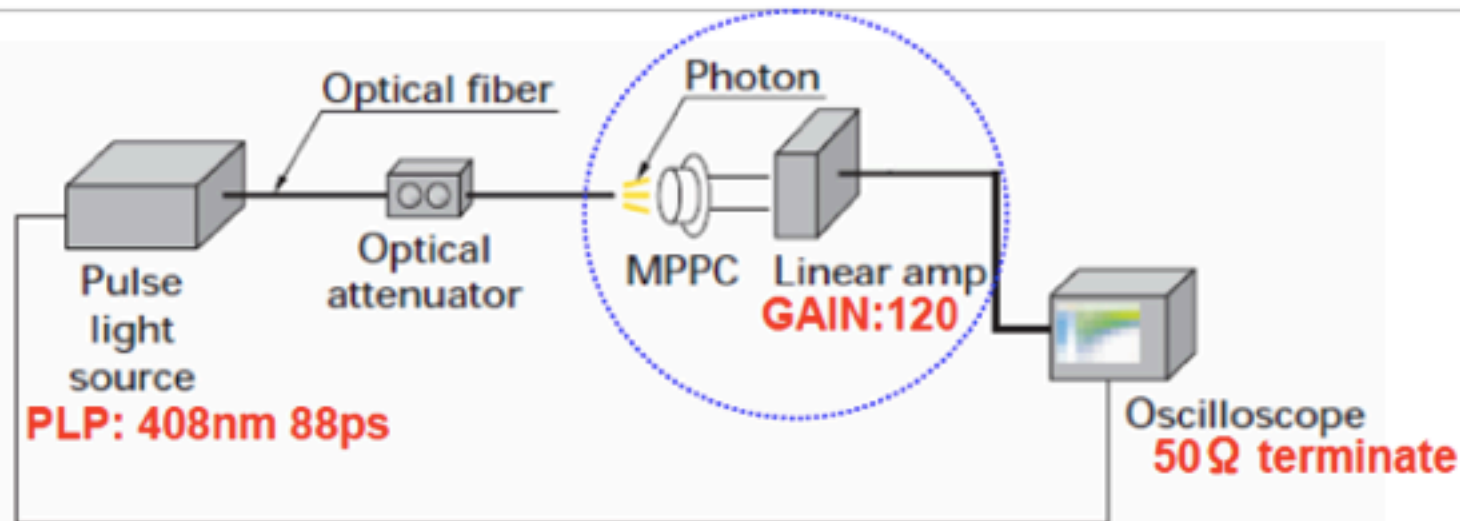 Optical fiber
Photon
Pulse
light
source
PLP: 408nm 88ps
Optical
attenuator
MPPC
Linear amp
GAIN:120
Oscilloscope
50Ω terminate